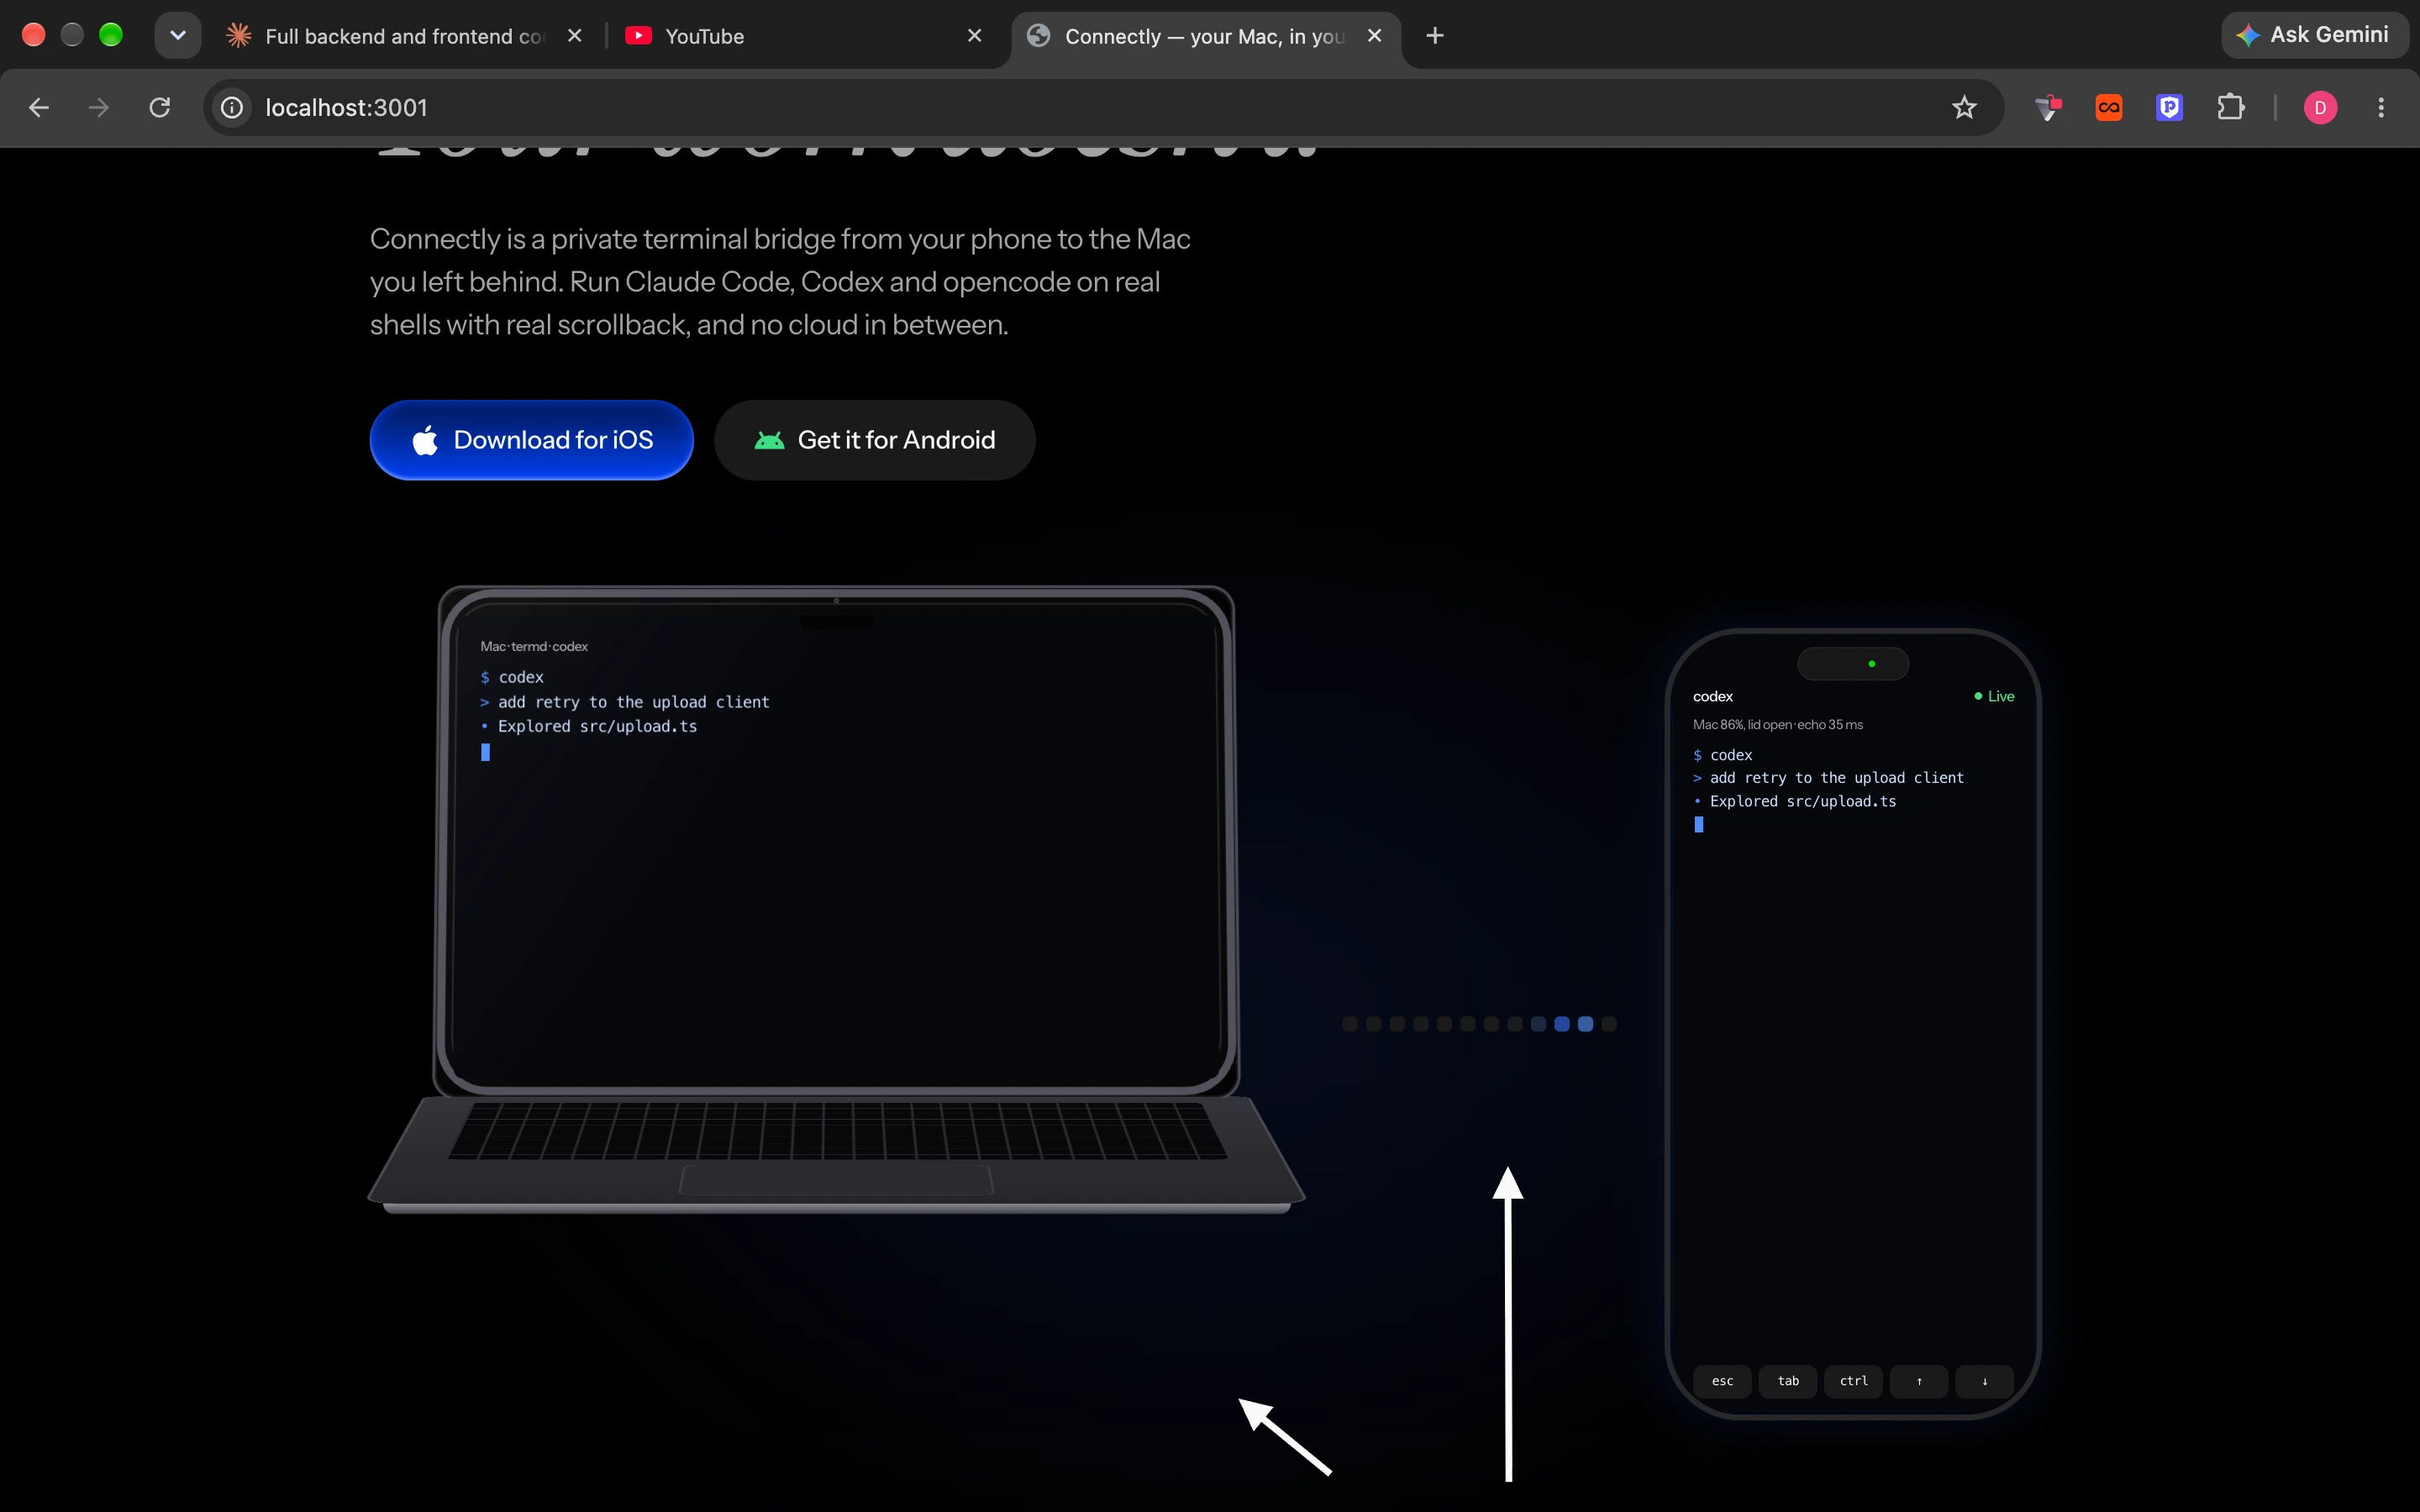 Full backend and frontend co
YouTube
Connectly — your Mac, in you
Ask Gemini
localhost:3001
D
Connectly is a private terminal bridge from your phone to the Mac
you left behind. Run Claude Code, Codex and opencode on real
shells with real scrollback, and no cloud in between.
Download for iOS
Get it for Android
Mac·termd·codex
$ codex
> add retry to the upload client
• Explored src/upload.ts
codex
Live
Mac 86%, lid open·echo 35 ms
$ codex
> add retry to the upload client
• Explored src/upload.ts
esc
tab
ctrl
↑
↓